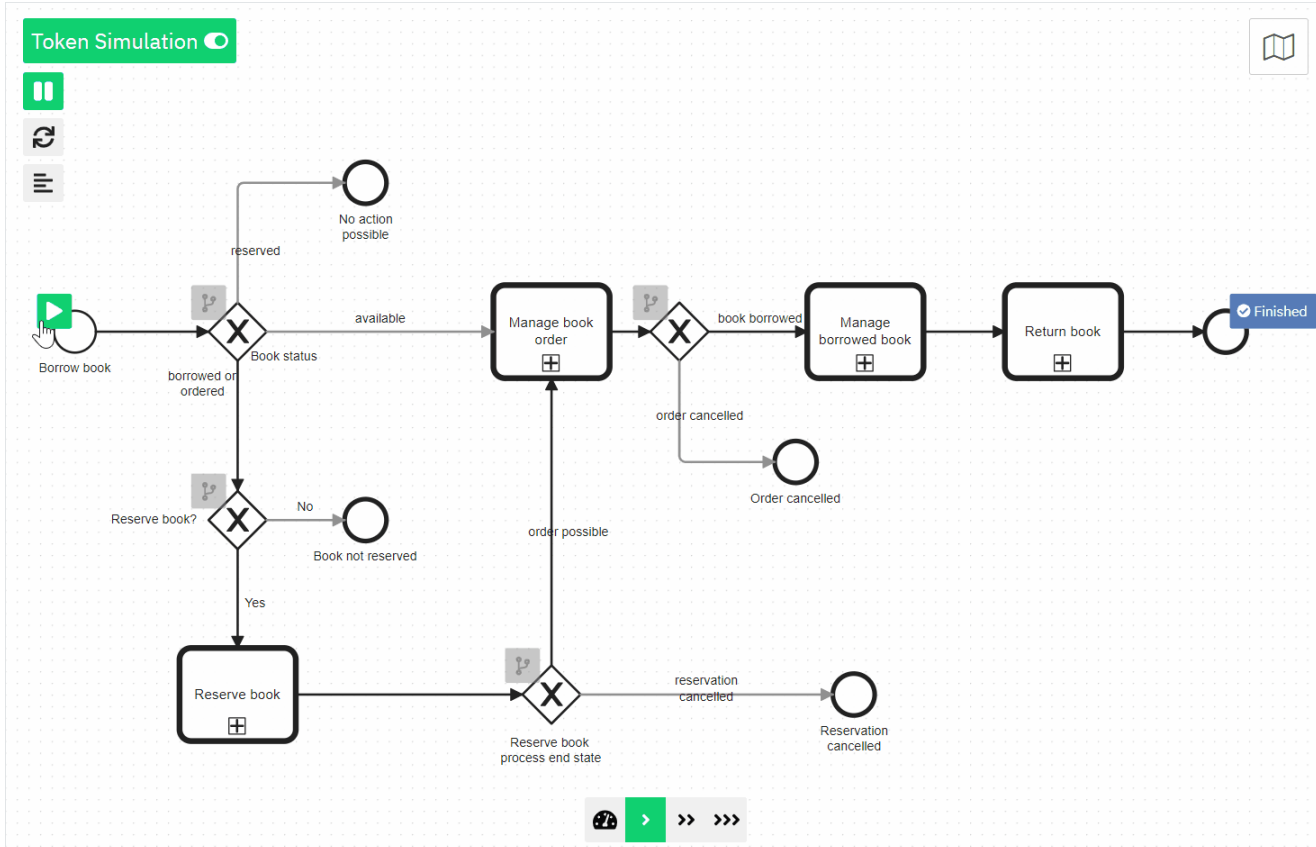 Token Simulation
No action
possible
reserved
available
Book status
Borrow book
borrowed or
ordered
Manage book
order
book borrowed
Manage
borrowed book
Return book
Finished
order cancelled
Order cancelled
Reserve book?
No
Book not reserved
order possible
Yes
Reserve book
reservation
cancelled
Reserve book
process end state
Reservation
cancelled